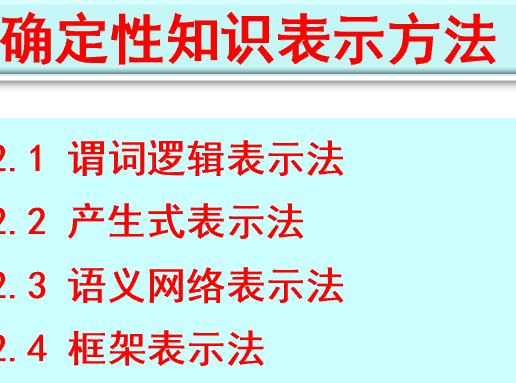 确定性知识表示方法
2.1 谓词逻辑表示法
2.2 产生式表示法
2.3 语义网络表示法
2.4 框架表示法